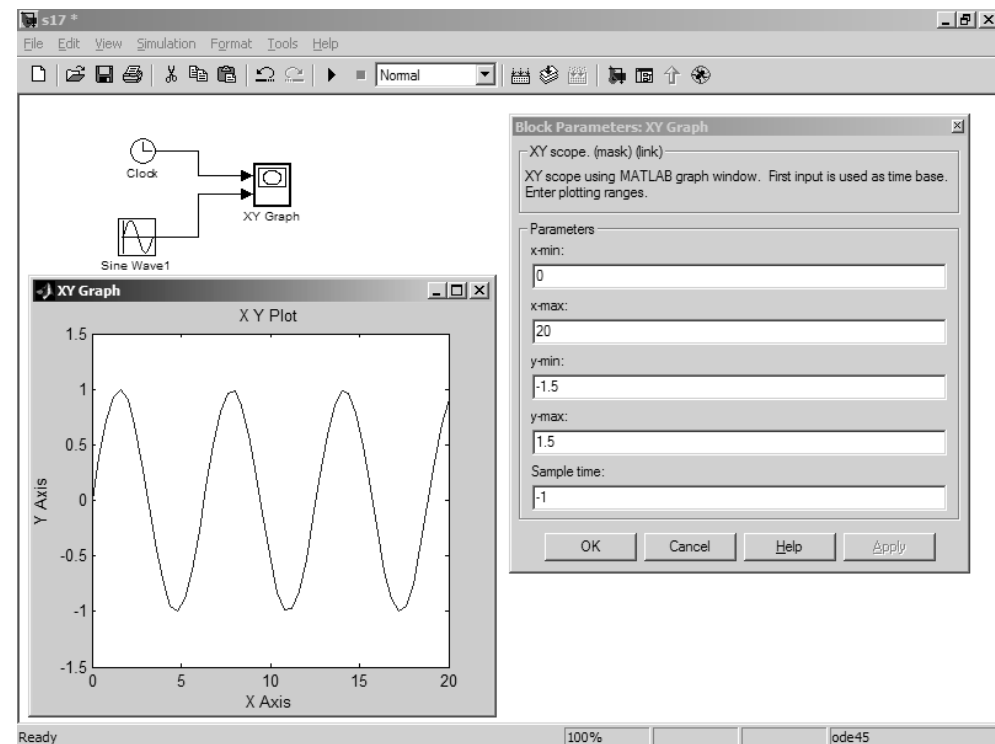 s17 *
File Edit View Simulation Format Tools Help
Normal
Clock
XY Graph
Sine Wave1
XY Graph
X Y Plot
1.5
1
0.5
0
-0.5
-1
-1.5
Y Axis
0 5 10 15 20
X Axis
Block Parameters: XY Graph
XY scope. (mask) (link)
XY scope using MATLAB graph window. First input is used as time base.
Enter plotting ranges.
Parameters
x-min:
0
x-max:
20
y-min:
-1.5
y-max:
1.5
Sample time:
-1
OK Cancel Help Apply
Ready 100% ode45